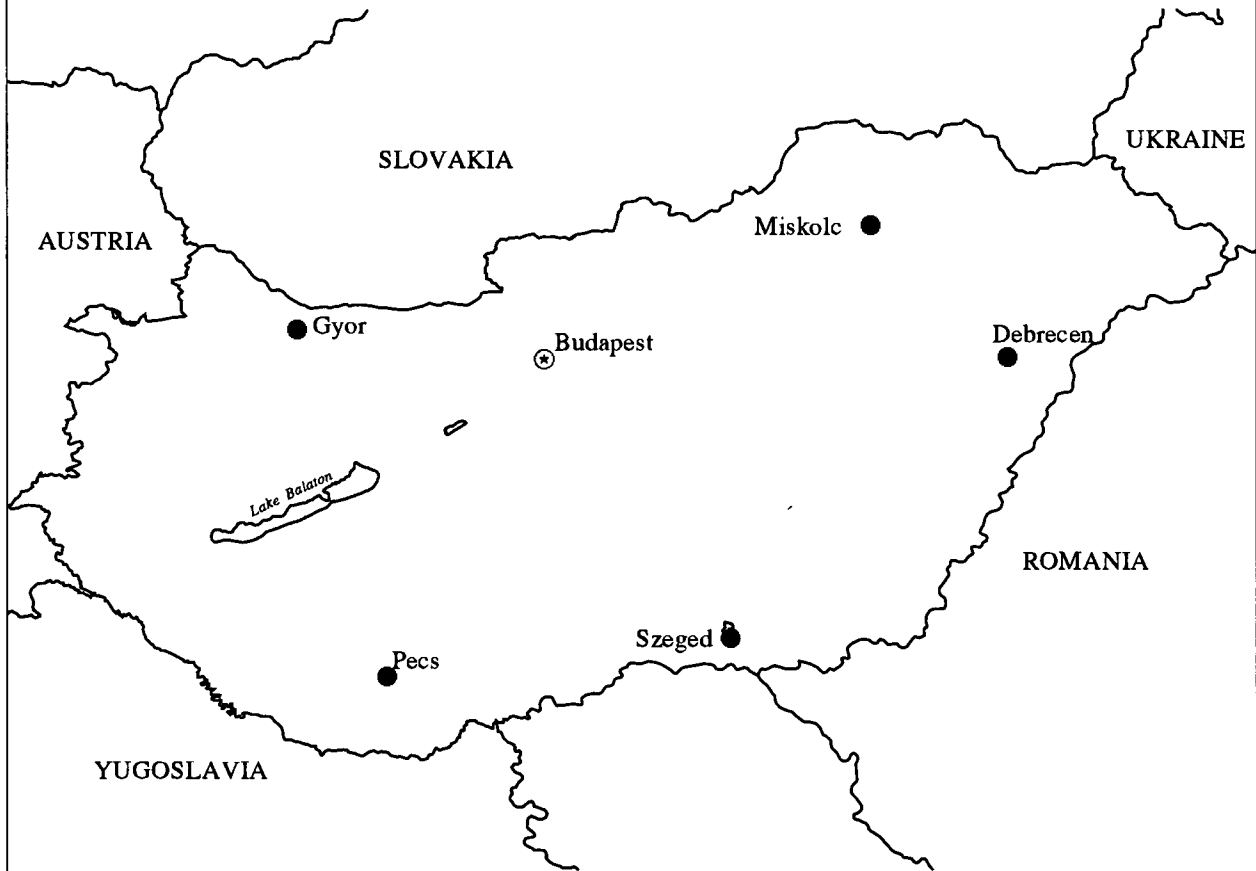 UKRAINE
SLOVAKIA
Miskolc
AUSTRIA
Gyor
Debrecen
Budapest
Lake Balaton
ROMANIA
Szeged
Pecs
YUGOSLAVIA